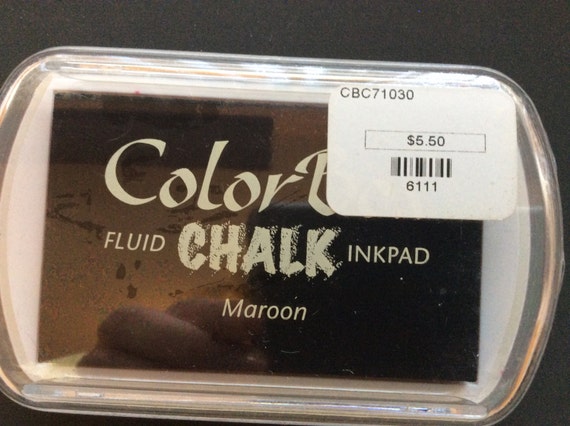 CBC71030
$5.50
6111
Color
FLUID CHALK INKPAD
Maroon